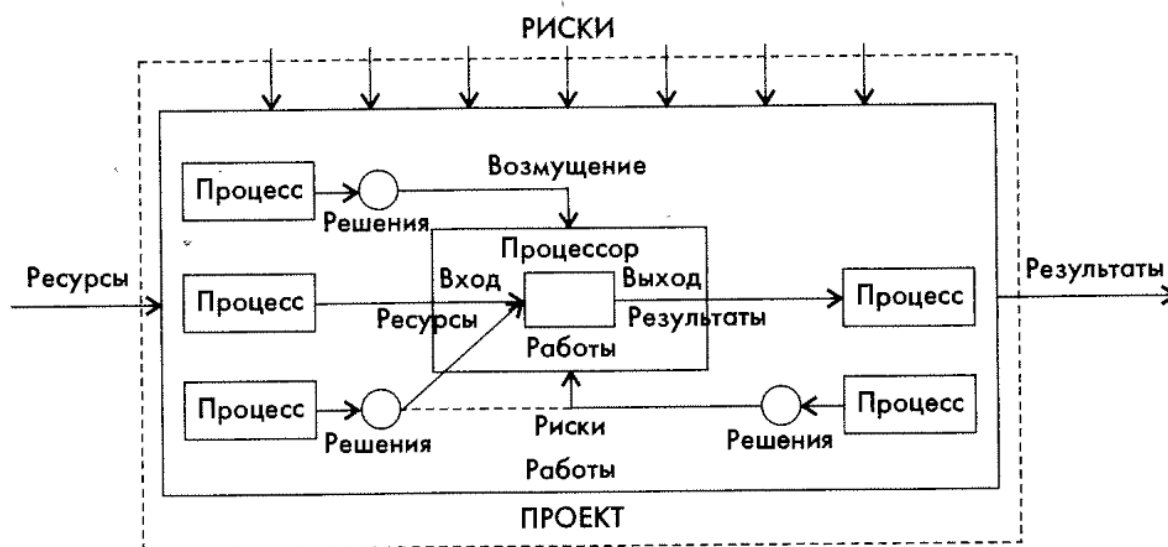 РИСКИ
Возмущение
Процесс
Решения
Процессор
Ресурсы
Вход
Выход
Результаты
Процесс
Процесс
Ресурсы
Результаты
Работы
Процесс
Процесс
Решения
Риски
Решения
Работы
ПРОЕКТ